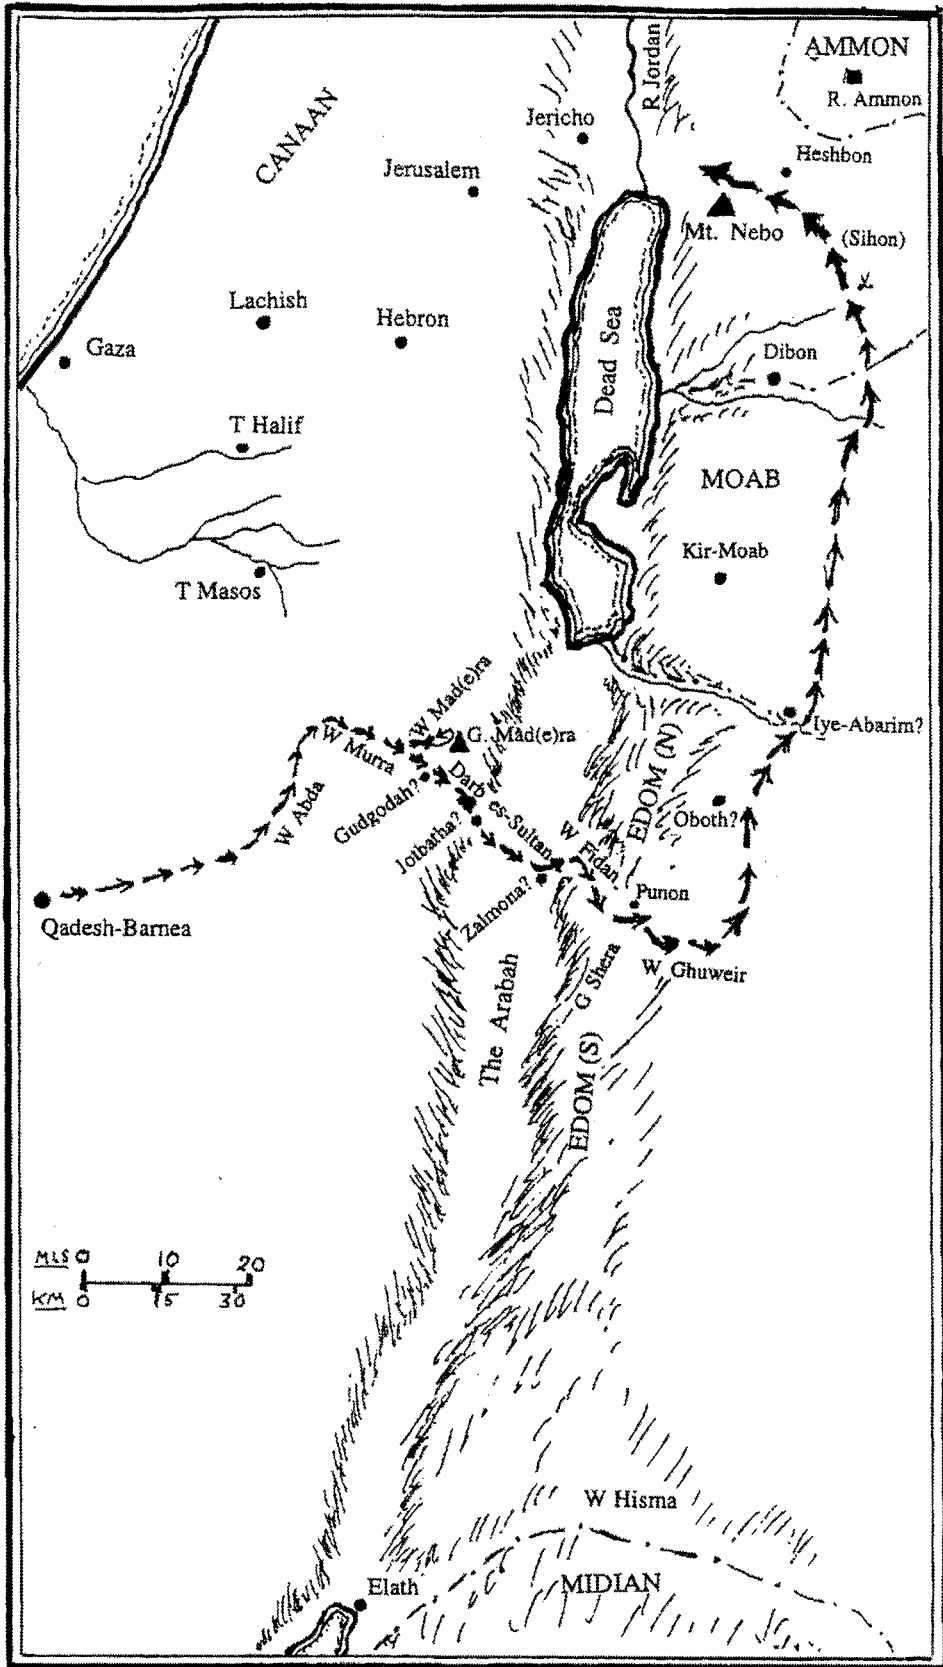 AMMON
R. Ammon
R Jordan
Jericho
CANAAN
Heshbon
Jerusalem
Mt. Nebo
(Sihon)
Lachish
Hebron
Gaza
Dead Sea
Dibon
T Halif
MOAB
Kir-Moab
T Masos
W Mad(e)ra
Iye-Abarim?
W Murra
G. Mad(e)ra
EDOM (N)
W Abda
Gudgodah?
Darb es-Sultan
Oboth?
Jotbatha?
W Fidan
Zalmona?
Punon
Qadesh-Barnea
W Ghuweir
G Shera
The Arabah
EDOM (S)
MLS 0 10 20
KM 0 15 30
W Hisma
Elath
MIDIAN